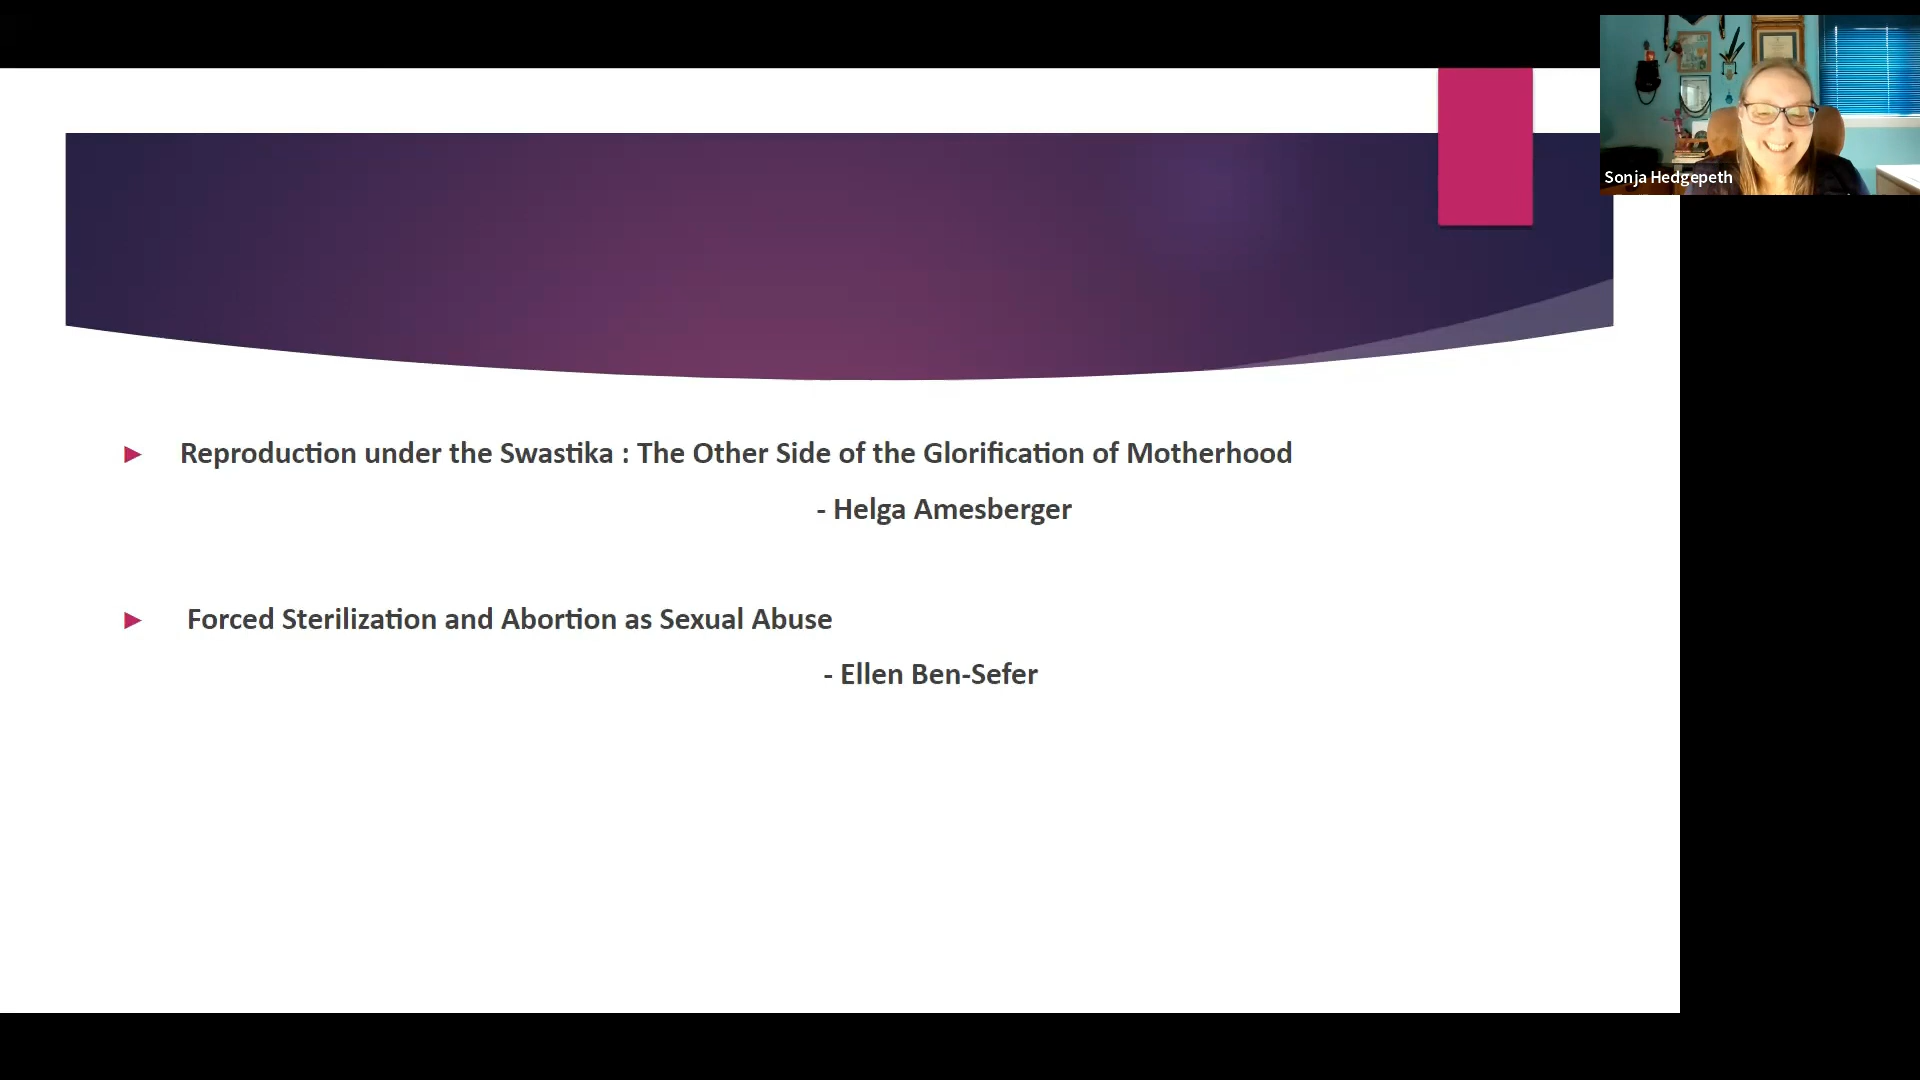 Sonja Hedgepeth
Reproduction under the Swastika : The Other Side of the Glorification of Motherhood
- Helga Amesberger
Forced Sterilization and Abortion as Sexual Abuse
- Ellen Ben-Sefer